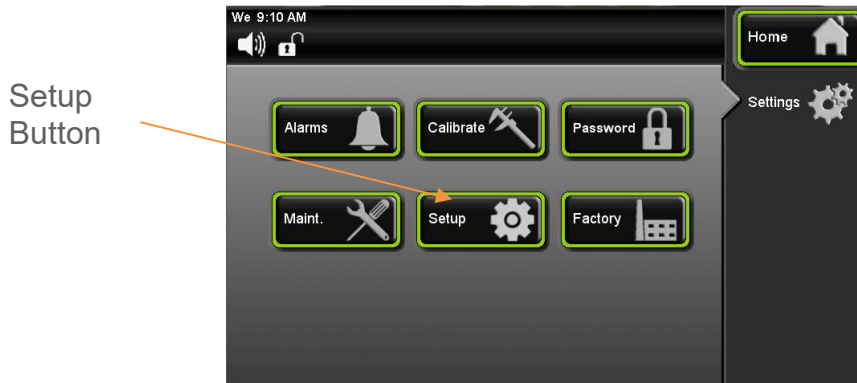 We 9:10 AM
Home
Setup
Button
Settings
Alarms
Calibrate
Password
Maint.
Setup
Factory